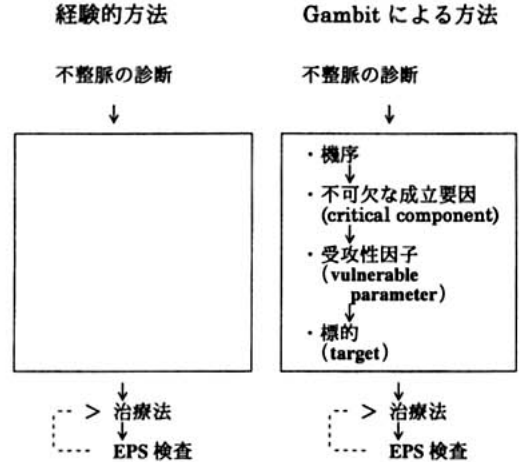 経験的方法
不整脈の診断
↓
↓
> 治療法
↓
EPS 検査
Gambit による方法
不整脈の診断
↓
・機序
↓
・不可欠な成立要因
(critical component)
↓
・受攻性因子
(vulnerable
parameter)
↓
・標的
(target)
↓
> 治療法
↓
EPS 検査